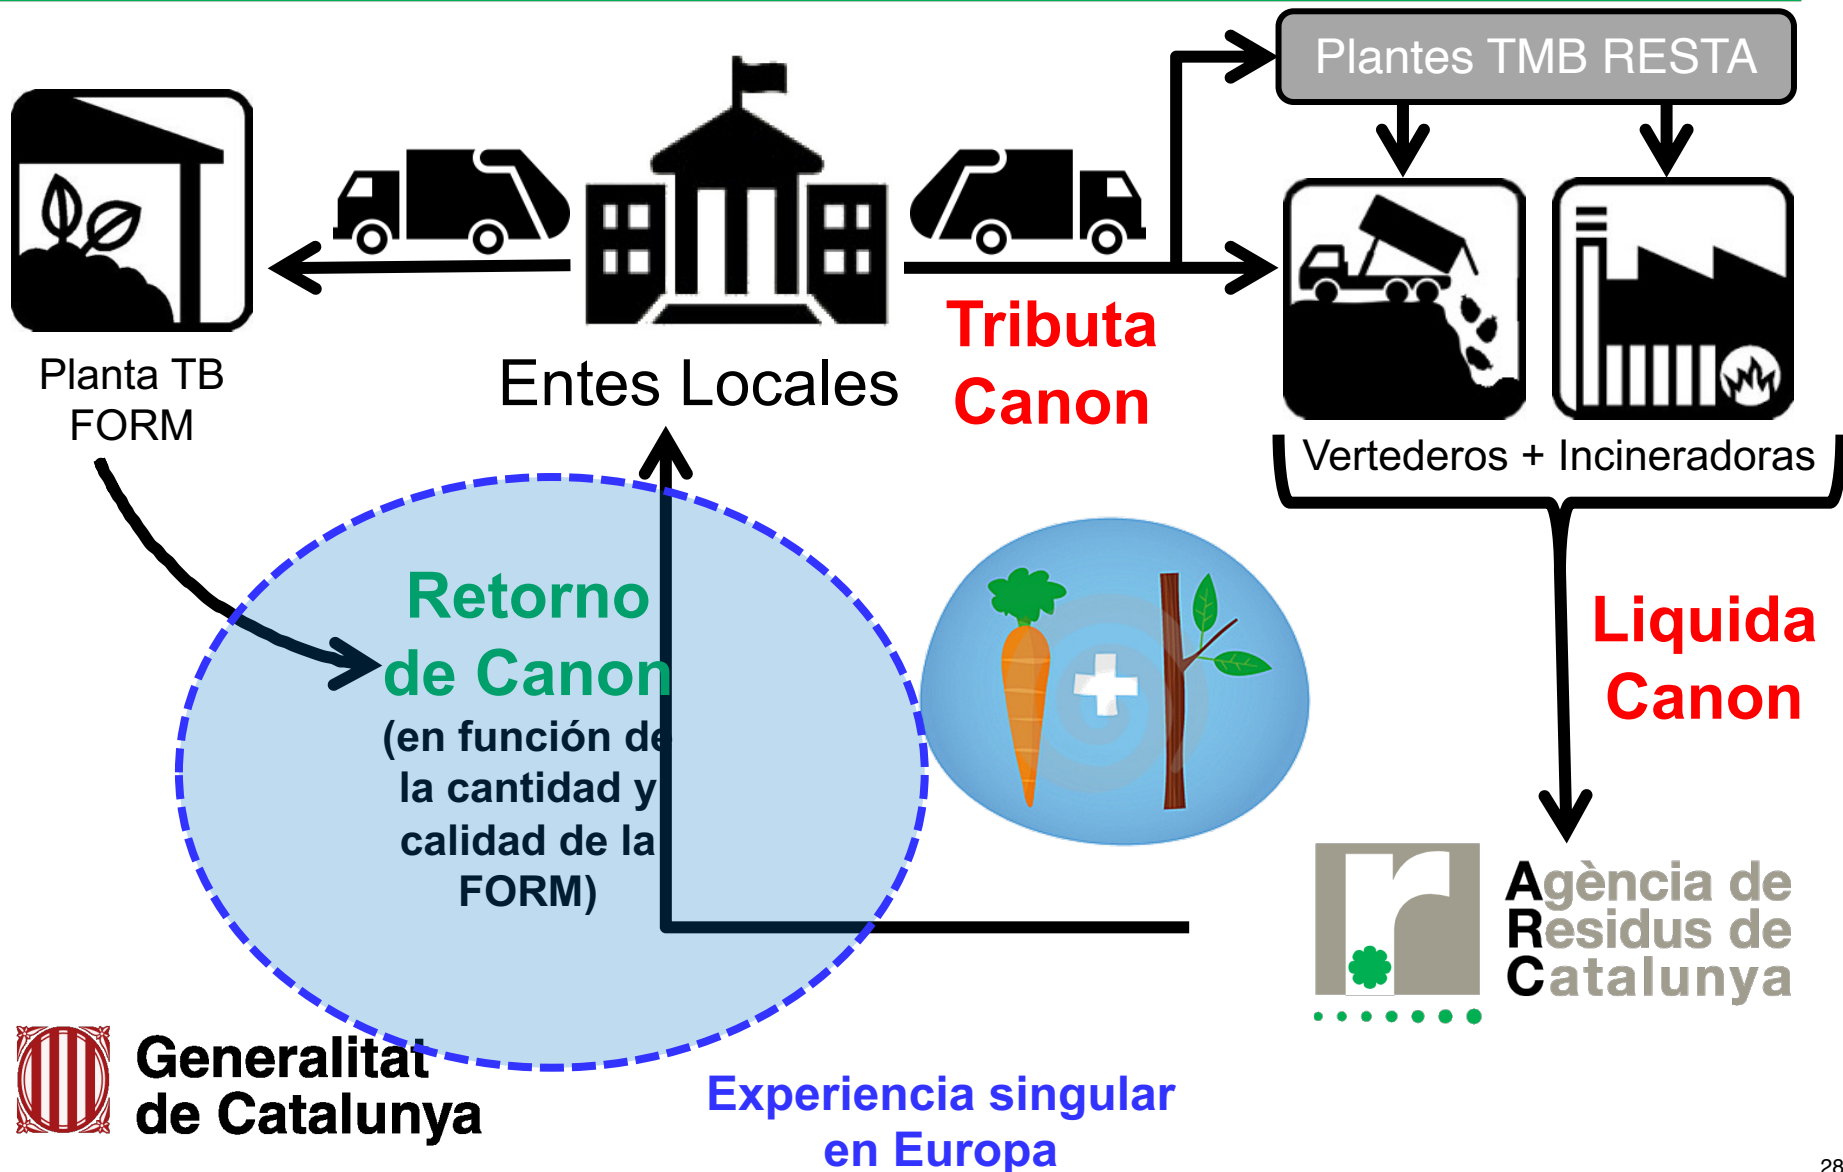 Plantes TMB RESTA
Planta TB
FORM
Entes Locales
Tributa
Canon
Vertederos + Incineradoras
Retorno
de Canon
(en función de
la cantidad y
calidad de la
FORM)
Liquida
Canon
Agència de
Residus de
Catalunya
Generalitat
de Catalunya
Experiencia singular
en Europa
28